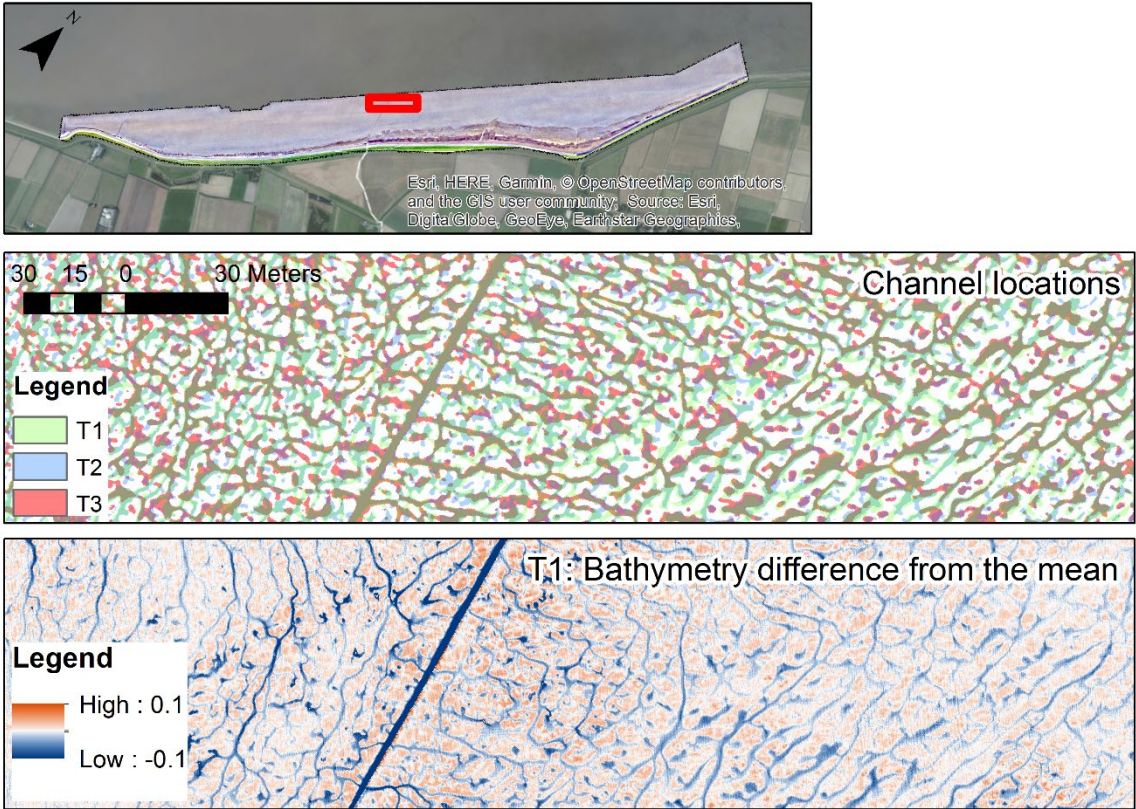 N
Esri, HERE, Garmin, © OpenStreetMap contributors,
and the GIS user community, Source: Esri,
DigitalGlobe, GeoEye, Earthstar Geographics,
30 15 0 30 Meters
Channel locations
Legend
T1
T2
T3
T1: Bathymetry difference from the mean
Legend
High : 0.1
Low : -0.1